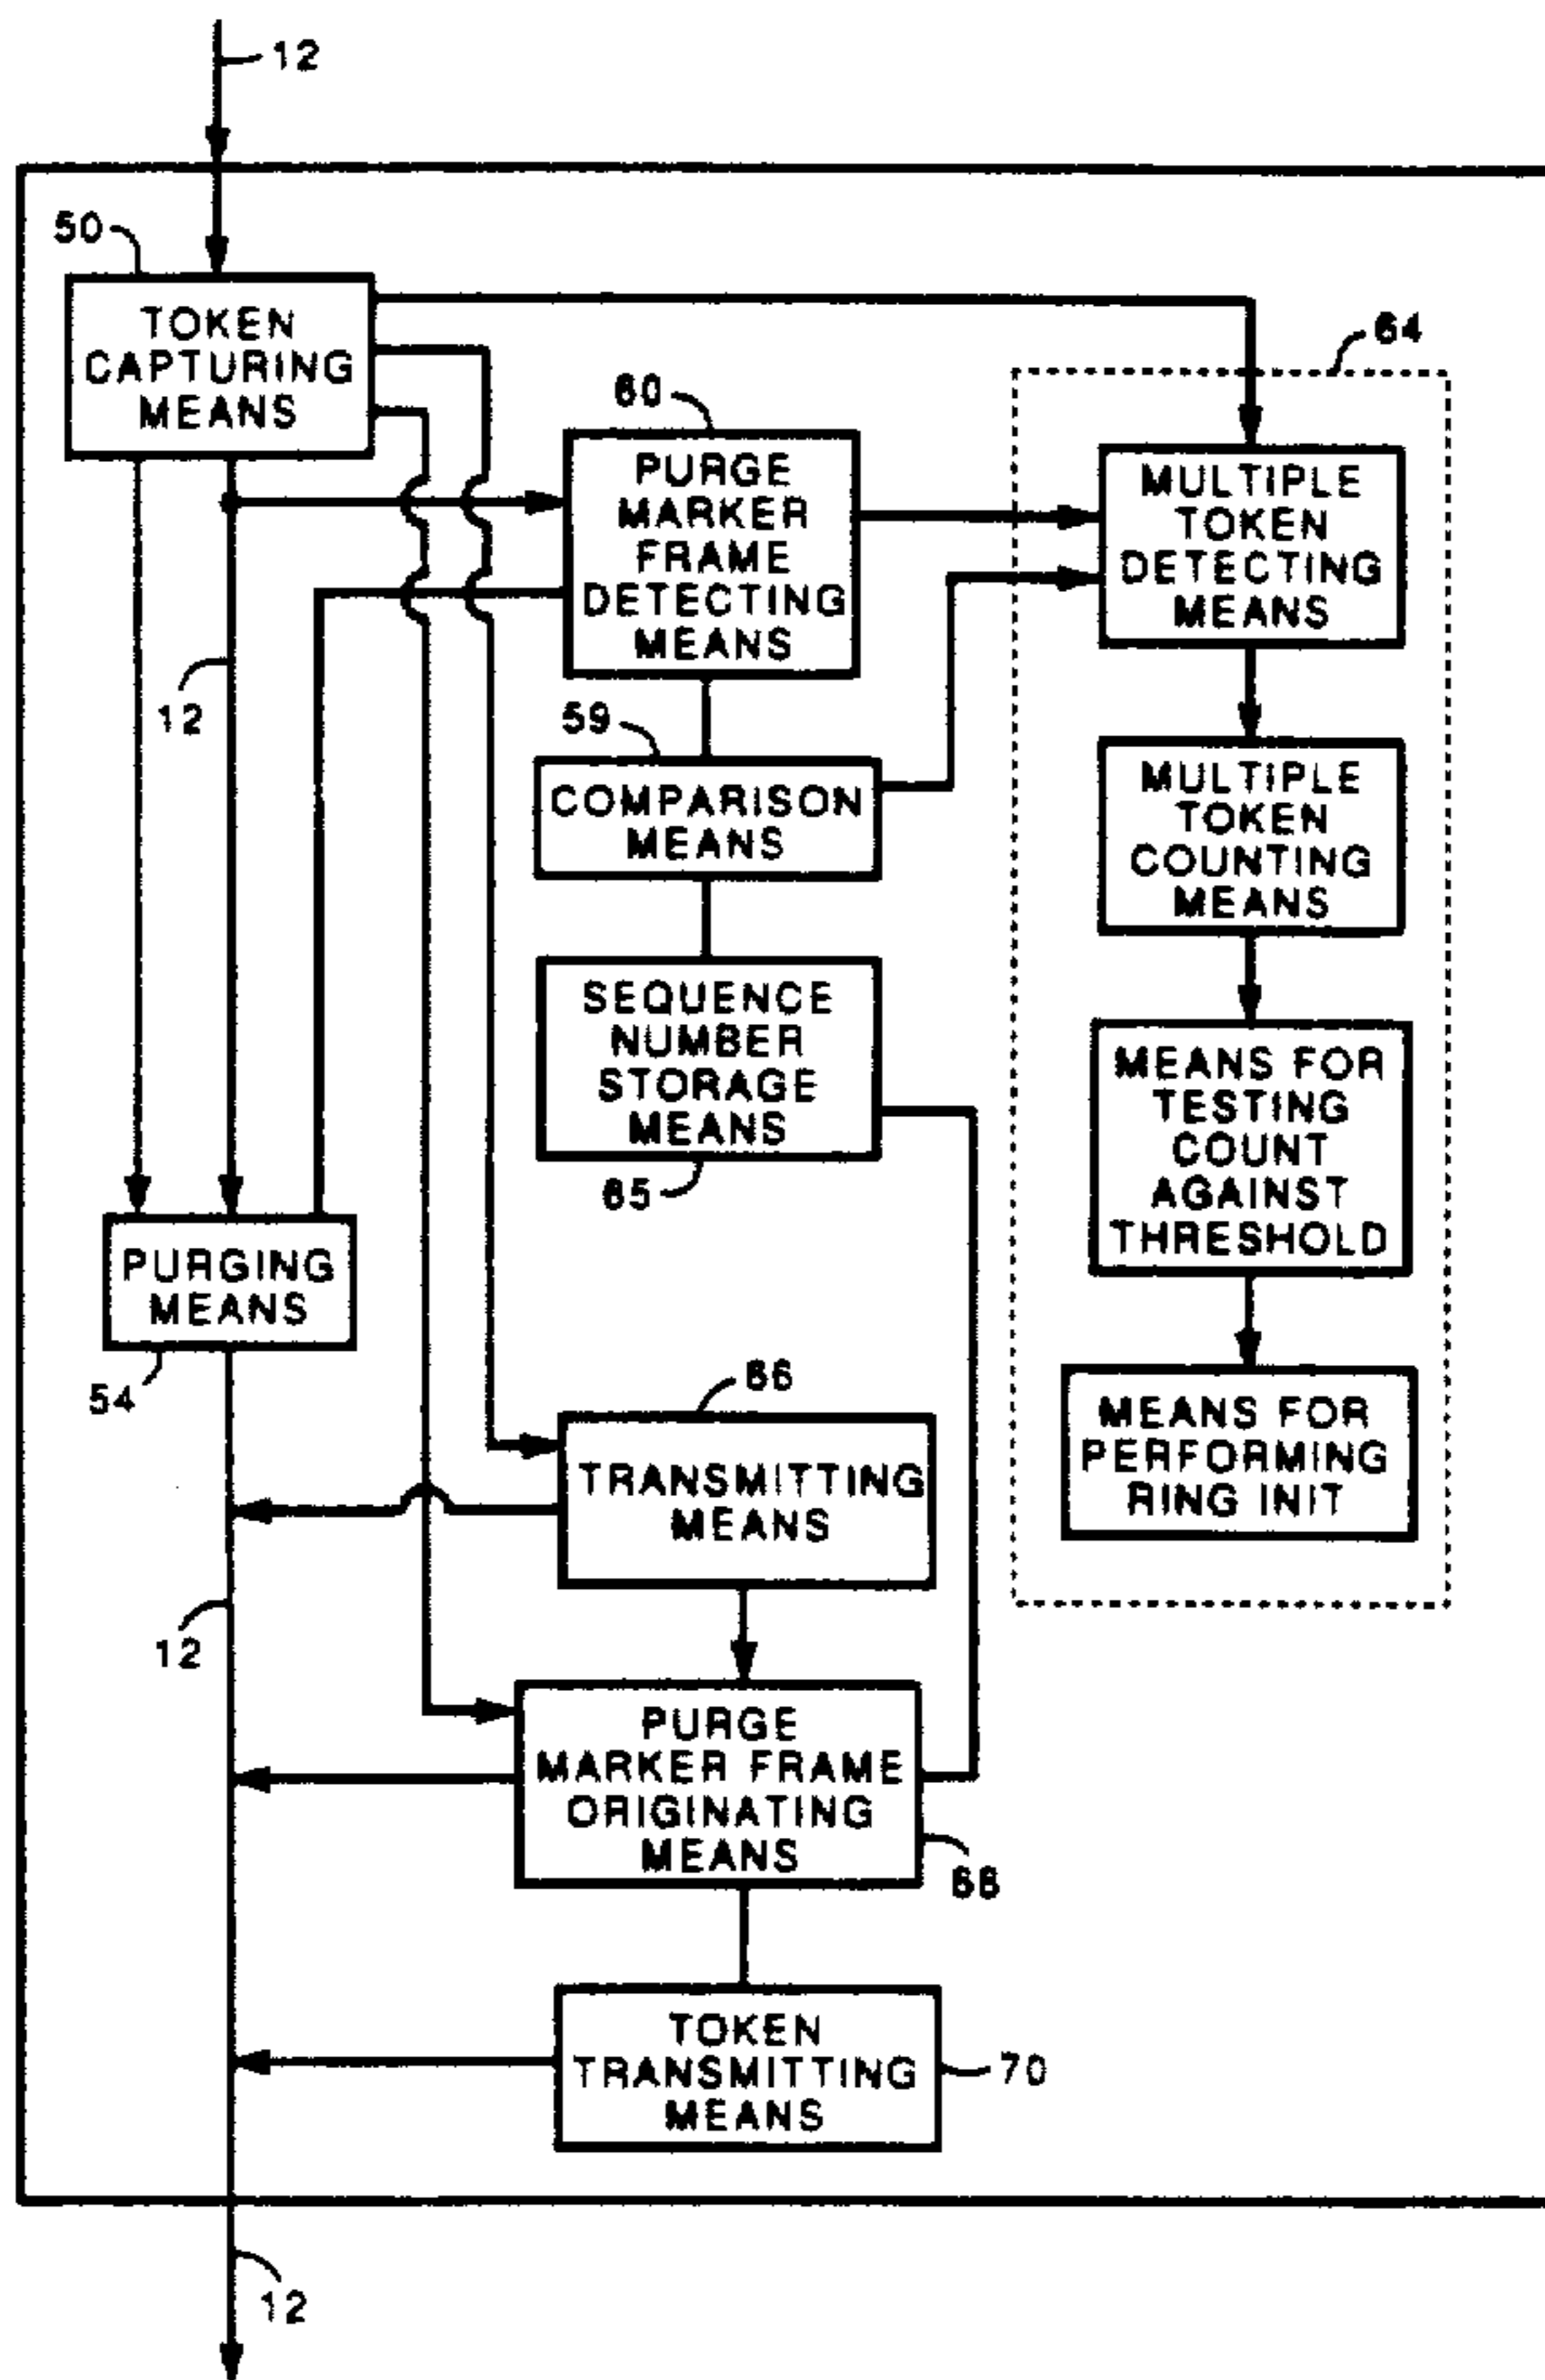 12
50
TOKEN
CAPTURING
MEANS
64
60
PURGE
MARKER
FRAME
DETECTING
MEANS
MULTIPLE
TOKEN
DETECTING
MEANS
12
59
COMPARISON
MEANS
MULTIPLE
TOKEN
COUNTING
MEANS
SEQUENCE
NUMBER
STORAGE
MEANS
65
MEANS FOR
TESTING
COUNT
AGAINST
THRESHOLD
PURGING
MEANS
54
66
TRANSMITTING
MEANS
MEANS FOR
PERFORMING
RING INIT
12
PURGE
MARKER FRAME
ORIGINATING
MEANS
68
TOKEN
TRANSMITTING
MEANS
70
12